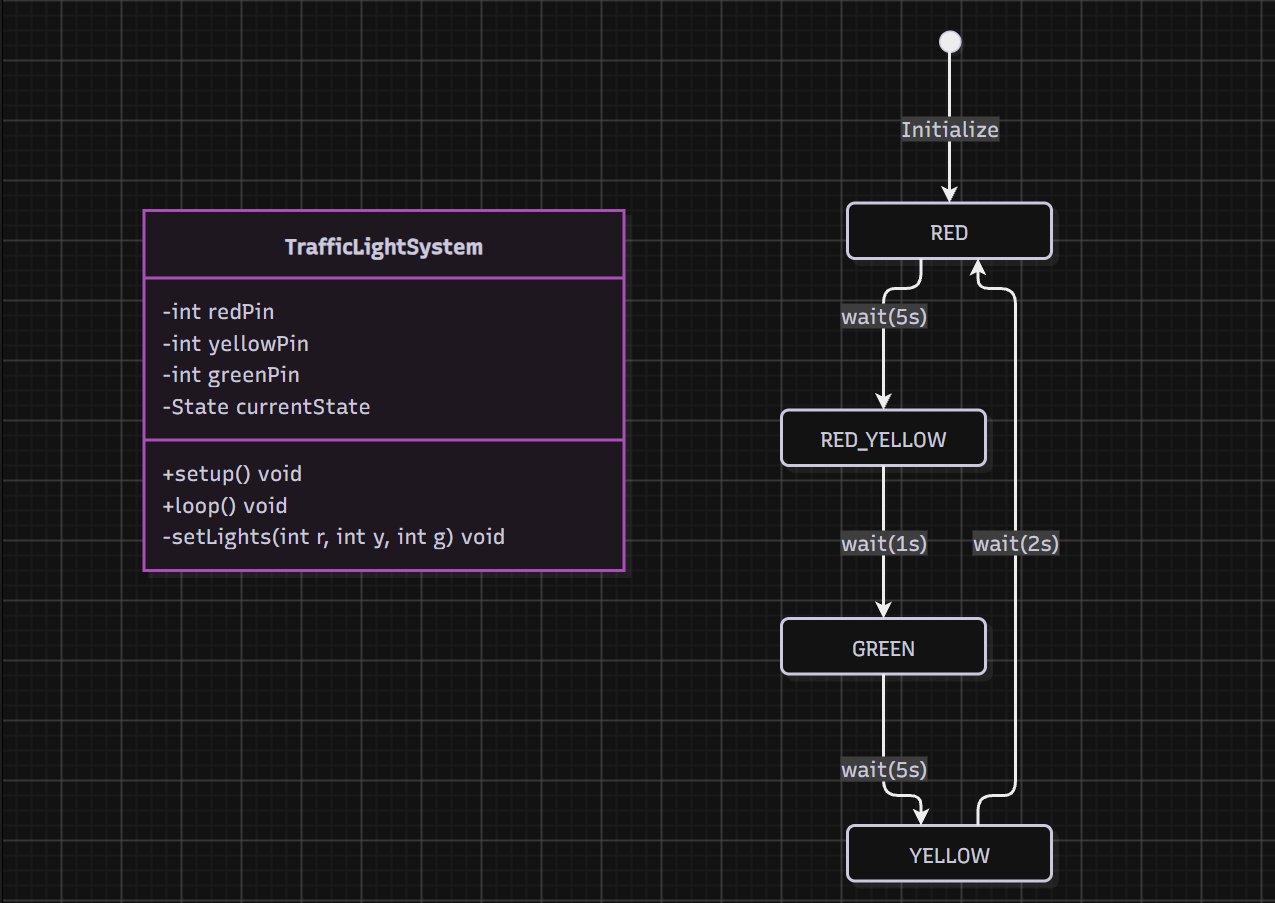 TrafficLightSystem
-int redPin
-int yellowPin
-int greenPin
-State currentState
+setup() void
+loop() void
-setLights(int r, int y, int g) void
Initialize
RED
wait(5s)
RED_YELLOW
wait(1s)
wait(2s)
GREEN
wait(5s)
YELLOW